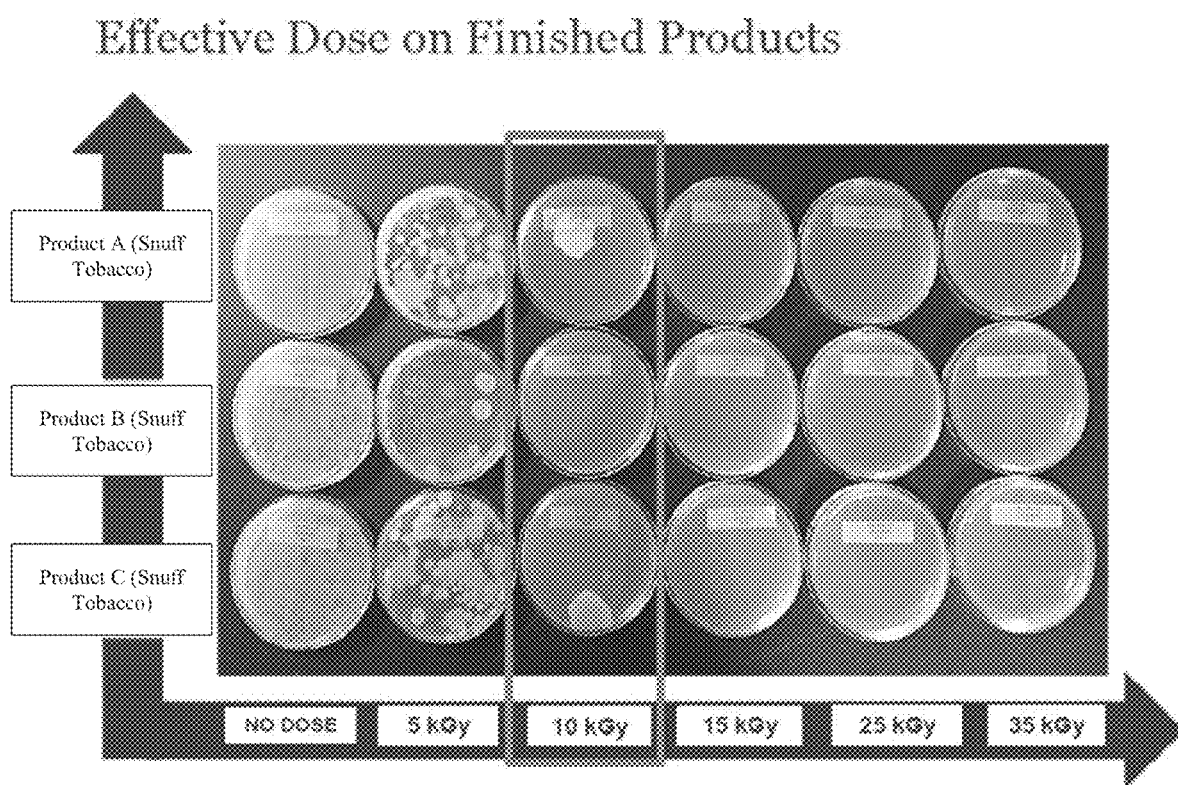 Effective Dose on Finished Products
Product A (Snuff
Tobacco)
Product B (Snuff
Tobacco)
Product C (Snuff
Tobacco)
NO DOSE
5 kGy
10 kGy
15 kGy
25 kGy
35 kGy